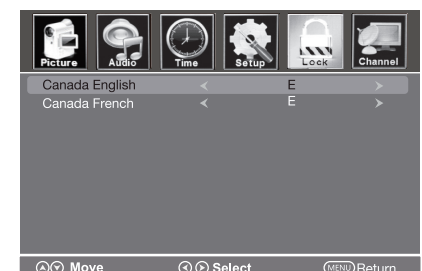 Picture Audio Time Setup Lock Channel
Canada English < E >
Canada French < E >
Move Select MENU Return